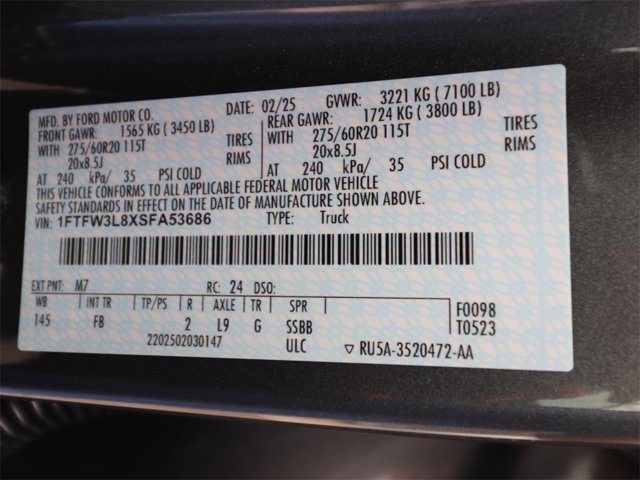 MFD. BY FORD MOTOR CO. DATE: 02/25 GVWR: 3221 KG ( 7100 LB)
FRONT GAWR: 1565 KG ( 3450 LB) REAR GAWR: 1724 KG ( 3800 LB)
WITH 275/60R20 115T TIRES WITH 275/60R20 115T TIRES
20x8.5J RIMS 20x8.5J RIMS
AT 240 kPa/ 35 PSI COLD AT 240 kPa/ 35 PSI COLD
THIS VEHICLE CONFORMS TO ALL APPLICABLE FEDERAL MOTOR VEHICLE
SAFETY STANDARDS IN EFFECT ON THE DATE OF MANUFACTURE SHOWN ABOVE.
VIN: 1FTFW3L8XSFA53686 TYPE: Truck
EXT PNT: M7 RC: 24 DSO:
WB INT TR TP/PS R AXLE TR SPR F0098
145 FB 2 L9 G SSBB T0523
2202502030147 ULC ▽ RU5A-3520472-AA